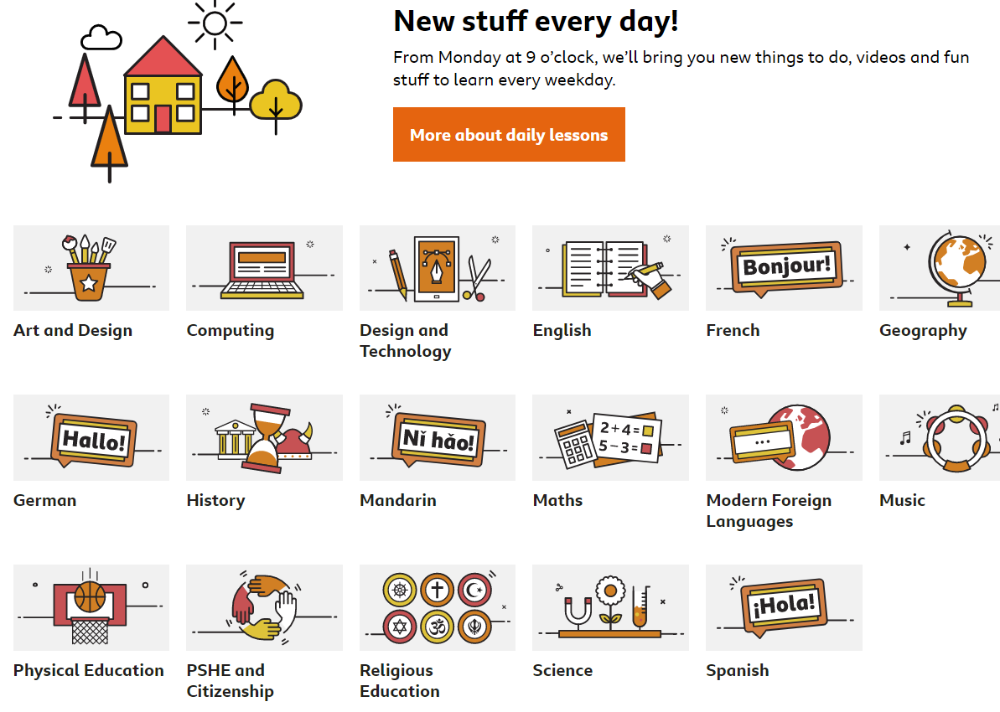 New stuff every day!
From Monday at 9 o’clock, we’ll bring you new things to do, videos and fun
stuff to learn every weekday.
More about daily lessons
Bonjour!
Art and Design
Computing
Design and
Technology
English
French
Geography
Hallo!
Nǐ hǎo!
2+4=
5-3=
...
German
History
Mandarin
Maths
Modern Foreign
Languages
Music
¡Hola!
Physical Education
PSHE and
Citizenship
Religious
Education
Science
Spanish